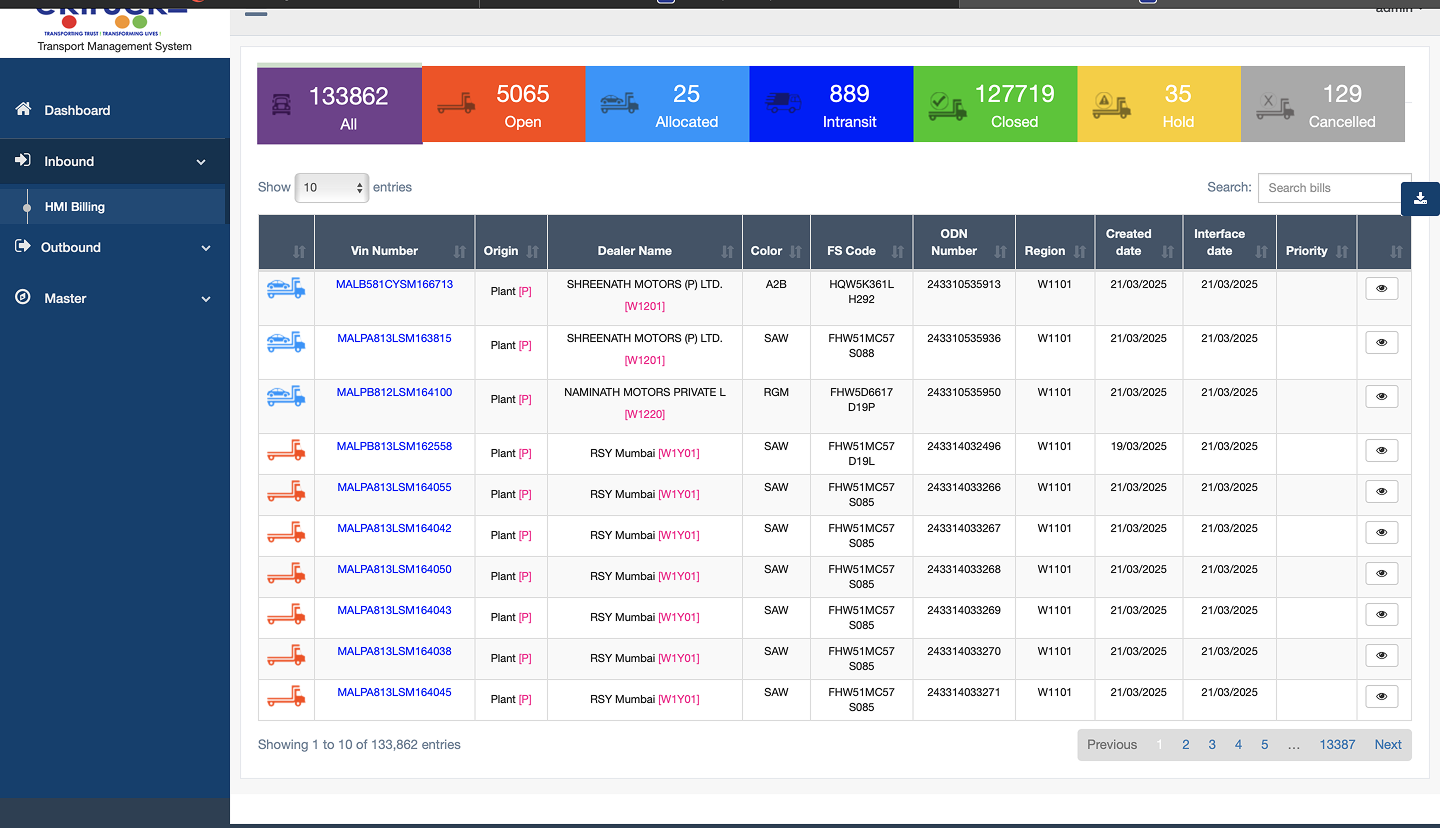 TRANSPORTING TRUST | TRANSFORMING LIVES |
Transport Management System
admin
Dashboard
Inbound
HMI Billing
Outbound
Master
133862
All
5065
Open
25
Allocated
889
Intransit
127719
Closed
35
Hold
129
Cancelled
Show 10 entries
Search: Search bills
Vin Number Origin Dealer Name Color FS Code ODN Number Region Created date Interface date Priority
MALB581CYSM166713 Plant [P] SHREENATH MOTORS (P) LTD. [W1201] A2B HQW5K361L H292 243310535913 W1101 21/03/2025 21/03/2025
MALPA813LSM163815 Plant [P] SHREENATH MOTORS (P) LTD. [W1201] SAW FHW51MC57 S088 243310535936 W1101 21/03/2025 21/03/2025
MALPB812LSM164100 Plant [P] NAMINATH MOTORS PRIVATE L [W1220] RGM FHW5D6617 D19P 243310535950 W1101 21/03/2025 21/03/2025
MALPB813LSM162558 Plant [P] RSY Mumbai [W1Y01] SAW FHW51MC57 D19L 243314032496 W1101 19/03/2025 21/03/2025
MALPA813LSM164055 Plant [P] RSY Mumbai [W1Y01] SAW FHW51MC57 S085 243314033266 W1101 21/03/2025 21/03/2025
MALPA813LSM164042 Plant [P] RSY Mumbai [W1Y01] SAW FHW51MC57 S085 243314033267 W1101 21/03/2025 21/03/2025
MALPA813LSM164050 Plant [P] RSY Mumbai [W1Y01] SAW FHW51MC57 S085 243314033268 W1101 21/03/2025 21/03/2025
MALPA813LSM164043 Plant [P] RSY Mumbai [W1Y01] SAW FHW51MC57 S085 243314033269 W1101 21/03/2025 21/03/2025
MALPA813LSM164038 Plant [P] RSY Mumbai [W1Y01] SAW FHW51MC57 S085 243314033270 W1101 21/03/2025 21/03/2025
MALPA813LSM164045 Plant [P] RSY Mumbai [W1Y01] SAW FHW51MC57 S085 243314033271 W1101 21/03/2025 21/03/2025
Showing 1 to 10 of 133,862 entries
Previous 1 2 3 4 5 … 13387 Next